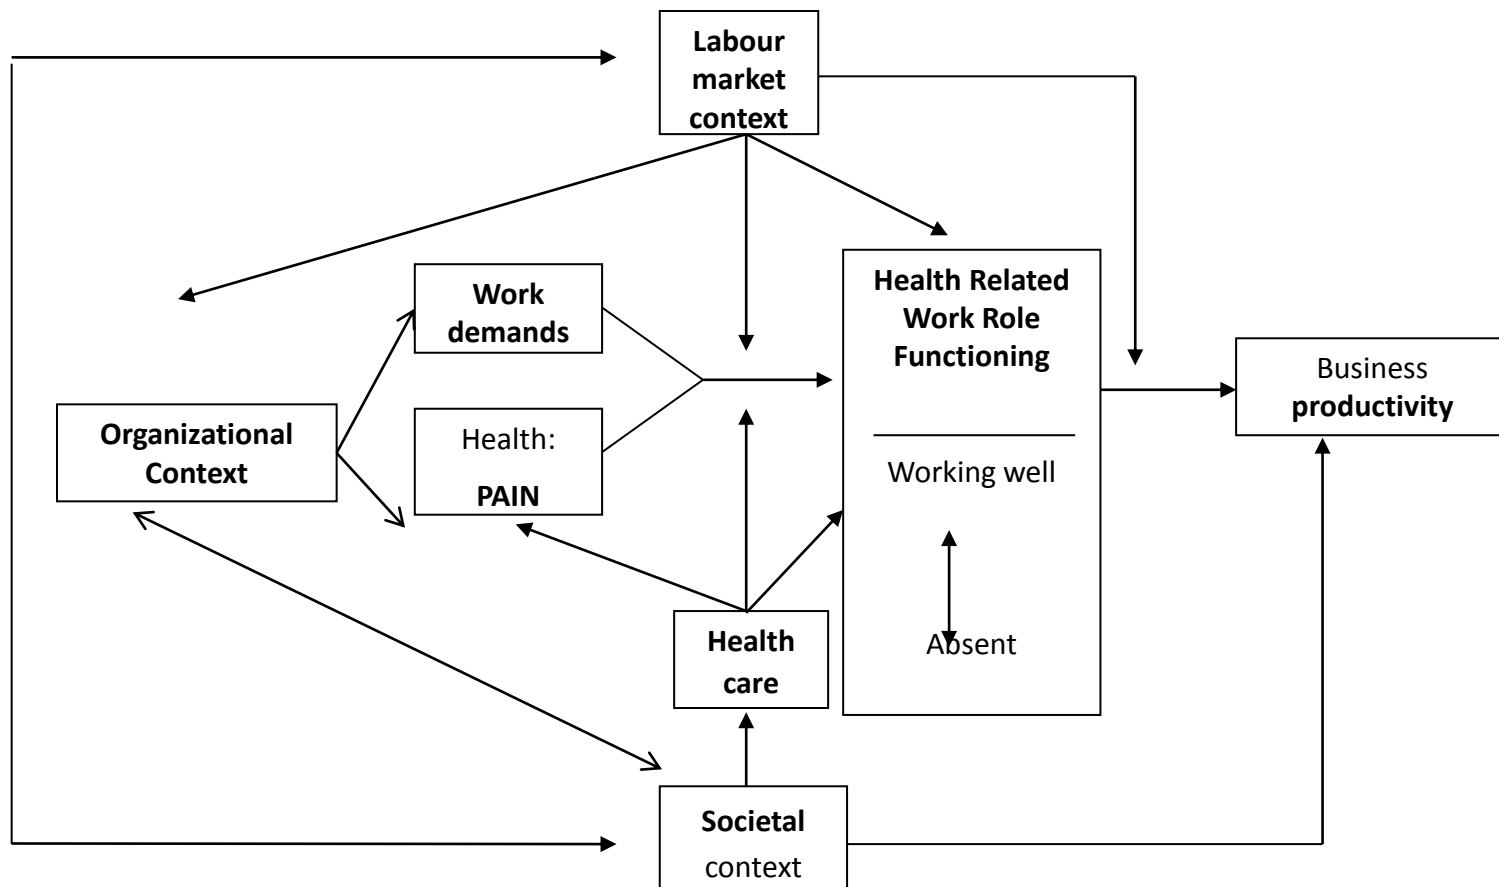 Labour
market
context
Work
demands
Health Related
Work Role
Functioning
Business
productivity
Organizational
Context
Health:
PAIN
Working well
Absent
Health
care
Societal
context